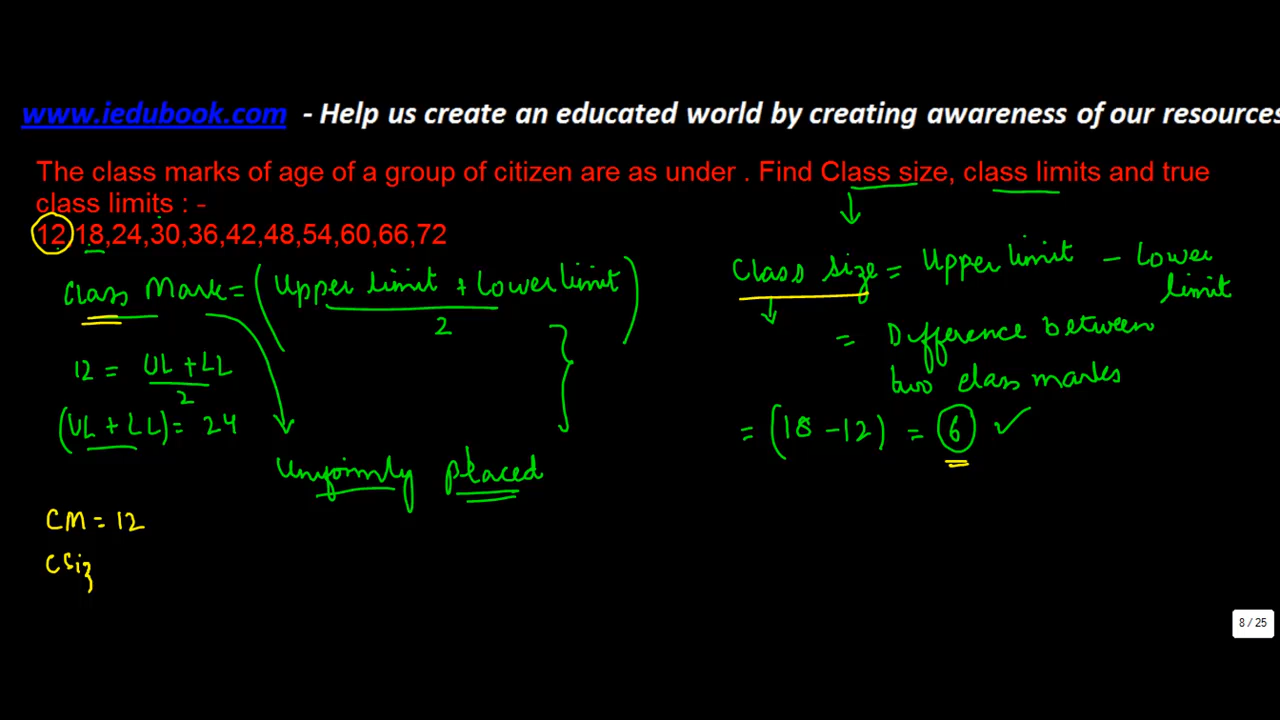 www.iedubook.com - Help us create an educated world by creating awareness of our resources
The class marks of age of a group of citizen are as under . Find Class size, class limits and true
class limits : -
12,18,24,30,36,42,48,54,60,66,72
Class Mark = (Upper limit + Lower limit)
2
12 = UL + LL
2
(UL + LL) = 24
Uniformly placed
CM = 12
CSiz
Class size = Upper limit - Lower
limit
= Difference between
two class marks
= (18 - 12) = 6 ✓
8 / 25